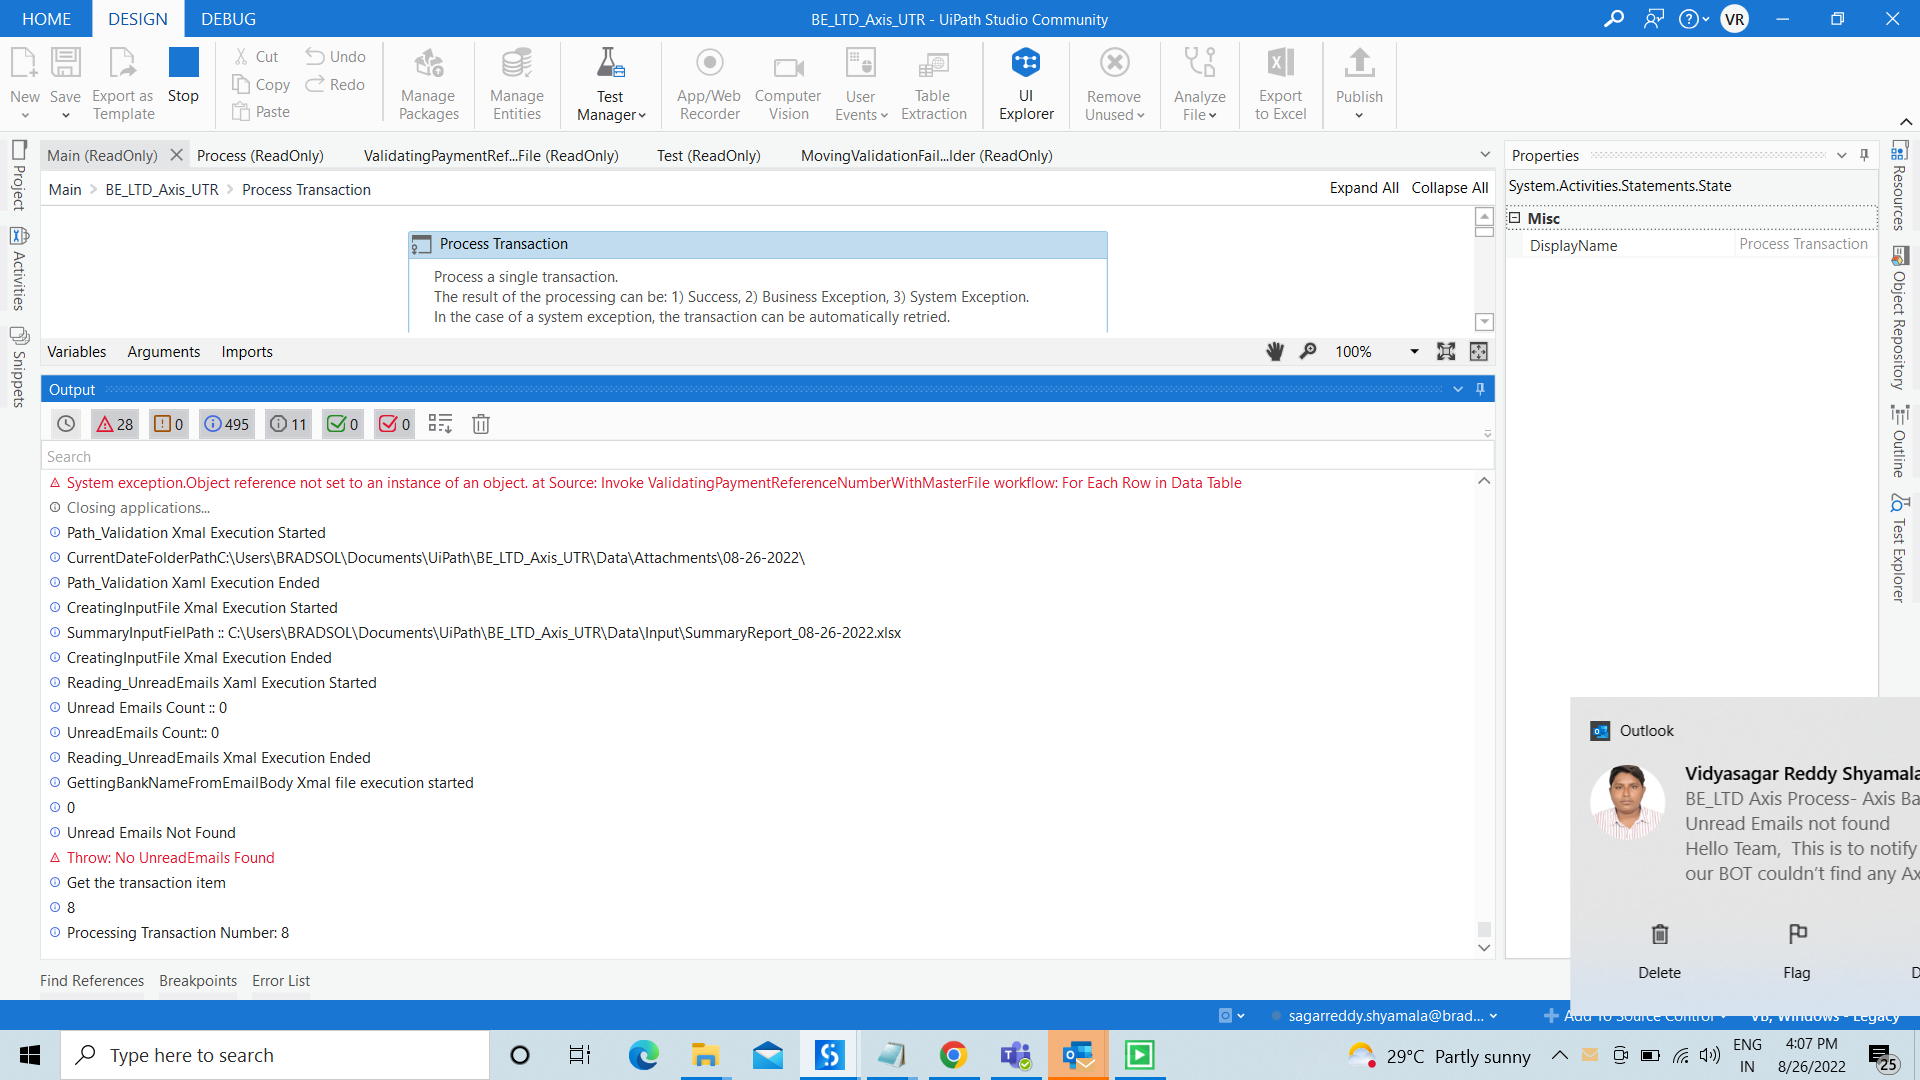 HOME DESIGN DEBUG BE_LTD_Axis_UTR - UiPath Studio Community VR
New
Save
Export as Template
Stop
Cut
Copy
Paste
Undo
Redo
Manage Packages
Manage Entities
Test Manager
App/Web Recorder
Computer Vision
User Events
Table Extraction
UI Explorer
Remove Unused
Analyze File
Export to Excel
Publish
Main (ReadOnly) Process (ReadOnly) ValidatingPaymentRef...File (ReadOnly) Test (ReadOnly) MovingValidationFail...lder (ReadOnly)
Main > BE_LTD_Axis_UTR > Process Transaction Expand All Collapse All
Project
Activities
Snippets
Process Transaction
Process a single transaction.
The result of the processing can be: 1) Success, 2) Business Exception, 3) System Exception.
In the case of a system exception, the transaction can be automatically retried.
Variables Arguments Imports 100%
Output
28 0 495 11 0 0
Search
System exception.Object reference not set to an instance of an object. at Source: Invoke ValidatingPaymentReferenceNumberWithMasterFile workflow: For Each Row in Data Table
Closing applications...
Path_Validation Xmal Execution Started
CurrentDateFolderPathC:\Users\BRADSOL\Documents\UiPath\BE_LTD_Axis_UTR\Data\Attachments\08-26-2022\
Path_Validation Xaml Execution Ended
CreatingInputFile Xmal Execution Started
SummaryInputFielPath :: C:\Users\BRADSOL\Documents\UiPath\BE_LTD_Axis_UTR\Data\Input\SummaryReport_08-26-2022.xlsx
CreatingInputFile Xmal Execution Ended
Reading_UnreadEmails Xaml Execution Started
Unread Emails Count :: 0
UnreadEmails Count:: 0
Reading_UnreadEmails Xmal Execution Ended
GettingBankNameFromEmailBody Xmal file execution started
0
Unread Emails Not Found
Throw: No UnreadEmails Found
Get the transaction item
8
Processing Transaction Number: 8
Find References Breakpoints Error List
Properties
System.Activities.Statements.State
Misc
DisplayName Process Transaction
Resources
Object Repository
Outline
Test Explorer
Outlook
Vidyasagar Reddy Shyamala
BE_LTD Axis Process- Axis Ba
Unread Emails not found
Hello Team, This is to notify
our BOT couldn't find any Ax
Delete Flag D
sagarreddy.shyamala@brad... Add To Source Control VB, Windows - Legacy
Type here to search
29°C Partly sunny
ENG
IN
4:07 PM
8/26/2022
25